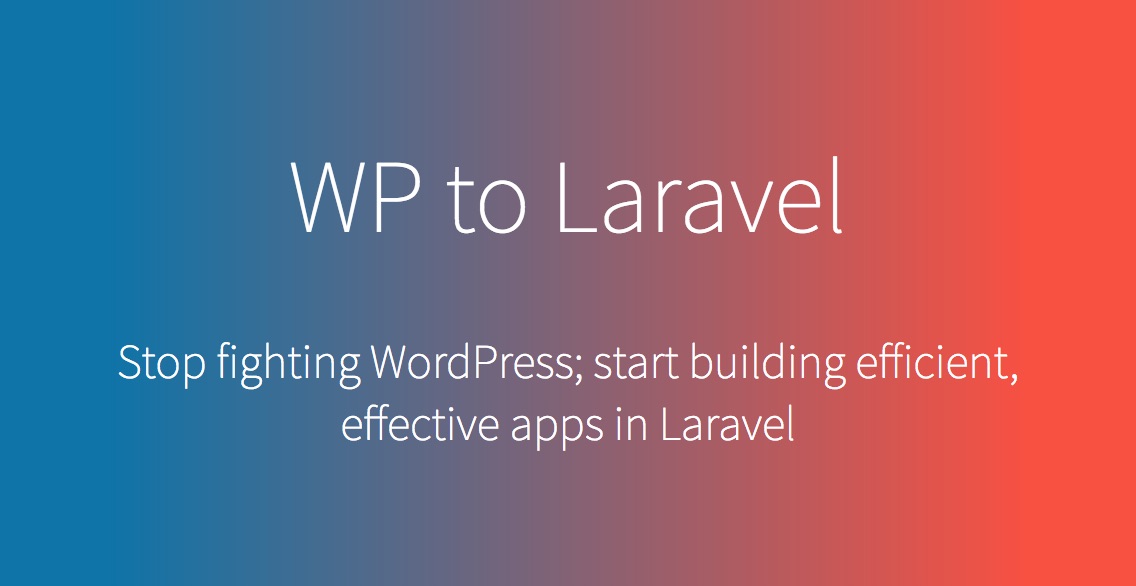 WP to Laravel
Stop fighting WordPress; start building efficient,
effective apps in Laravel